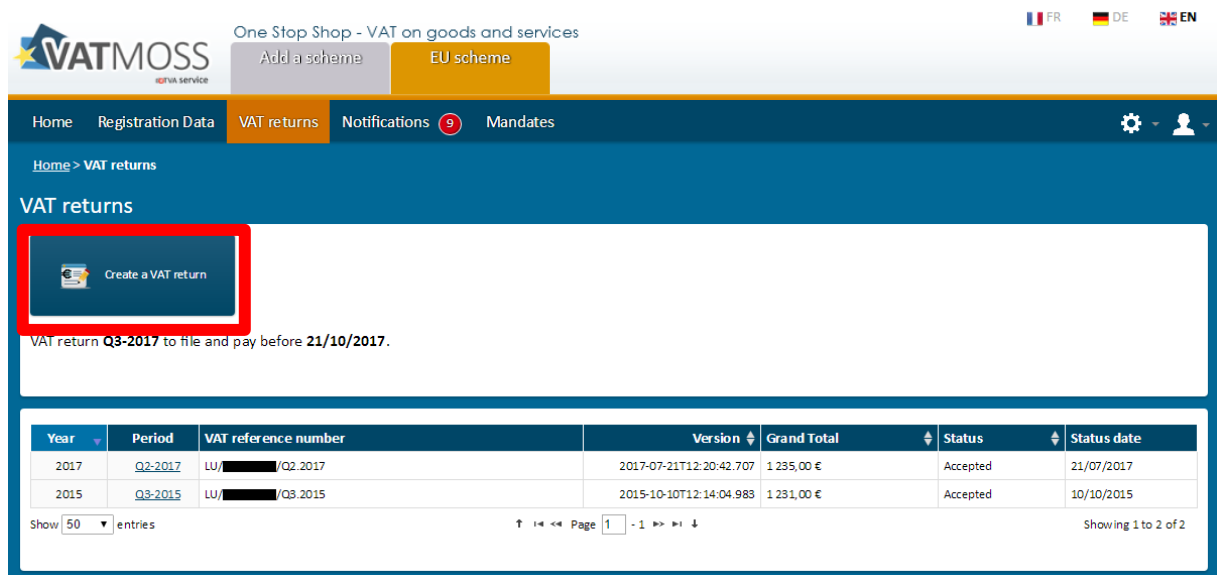 FR DE EN
VATMOSS
One Stop Shop - VAT on goods and services
Add a scheme EU scheme
Home Registration Data VAT returns Notifications 9 Mandates
Home > VAT returns
VAT returns
Create a VAT return
VAT return Q3-2017 to file and pay before 21/10/2017.
Year Period VAT reference number Version Grand Total Status Status date
2017 Q2-2017 LU/ /Q2.2017 2017-07-21T12:20:42.707 1 235,00 € Accepted 21/07/2017
2015 Q3-2015 LU/ /Q3.2015 2015-10-10T12:14:04.983 1 231,00 € Accepted 10/10/2015
Show 50 entries Page 1 - 1 Showing 1 to 2 of 2